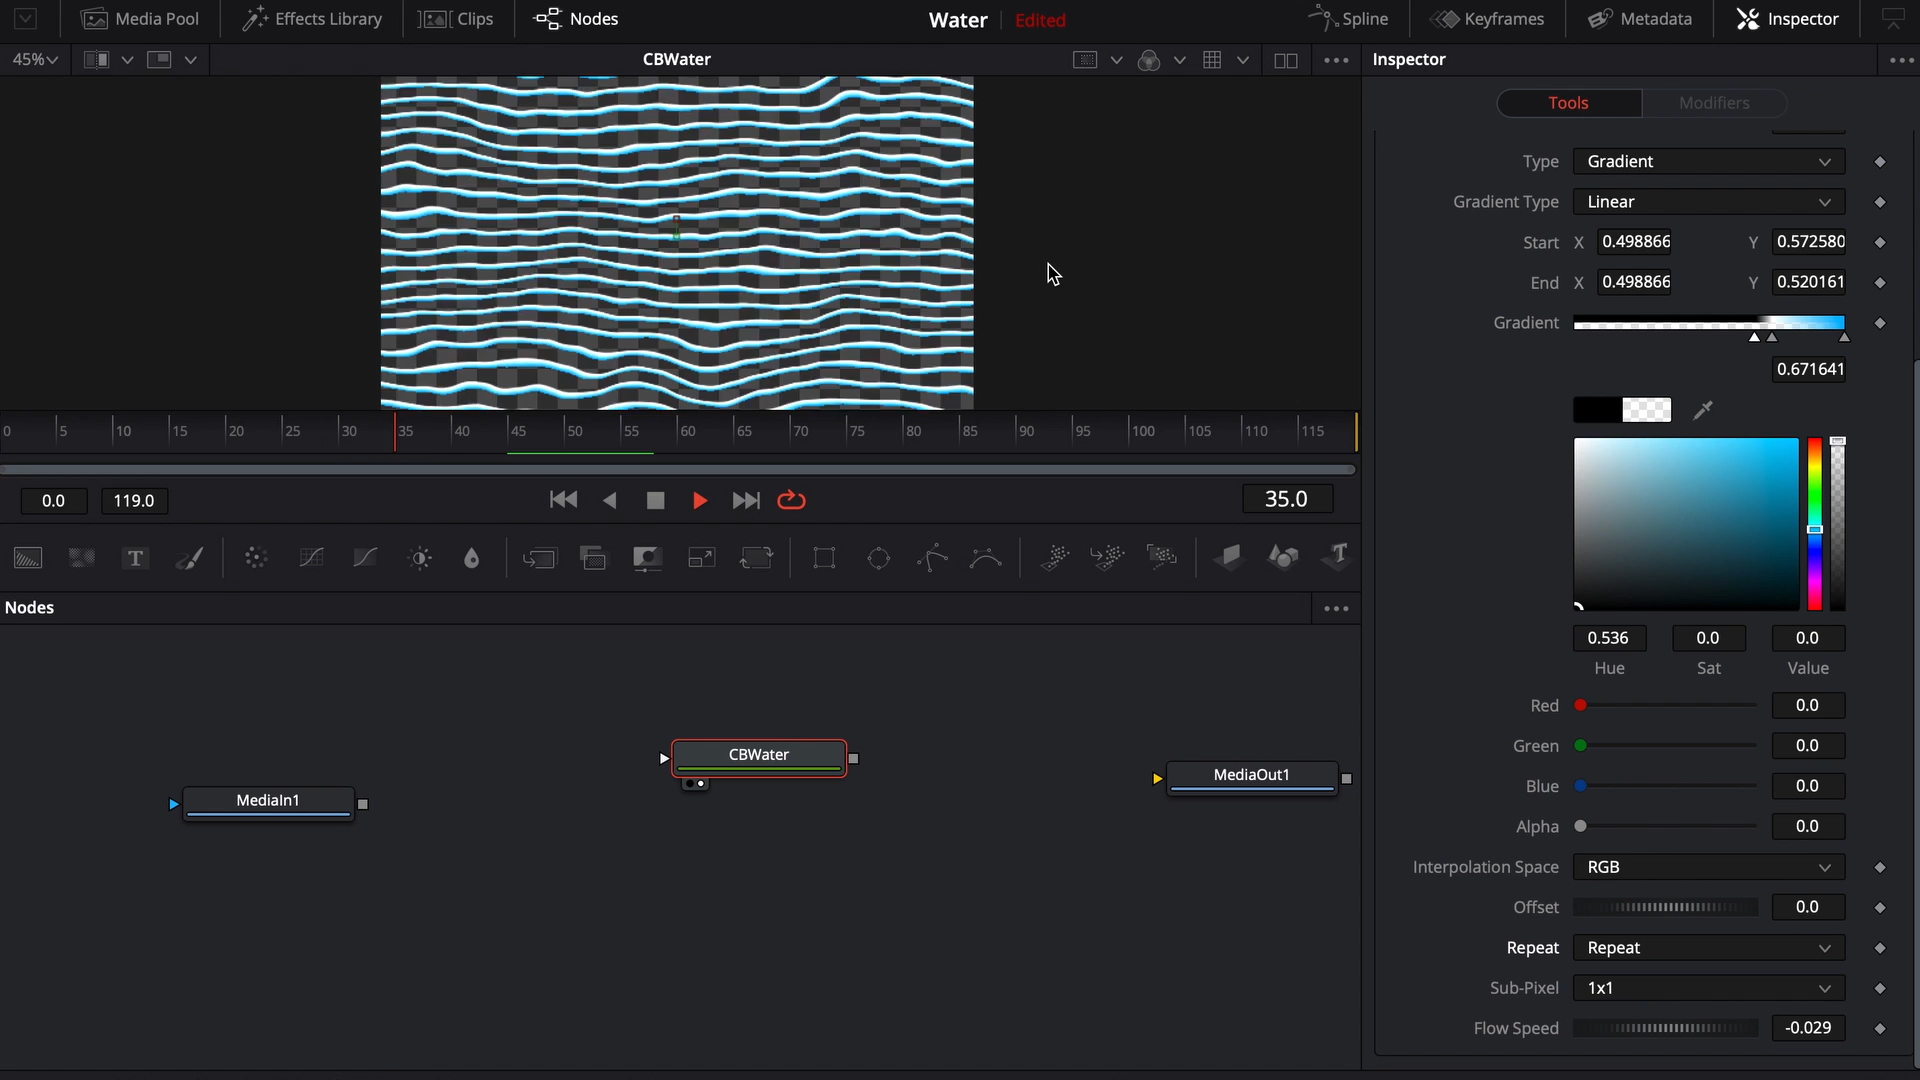 Media Pool Effects Library Clips Nodes Water Edited Spline Keyframes Metadata Inspector
45% CBWater Inspector
Tools Modifiers
Type Gradient
Gradient Type Linear
Start X 0.498866 Y 0.572580
End X 0.498866 Y 0.520161
Gradient
0.671641
0 5 10 15 20 25 30 35 40 45 50 55 60 65 70 75 80 85 90 95 100 105 110 115
0.0 119.0 35.0
Nodes
0.536 0.0 0.0
Hue Sat Value
Red 0.0
Green 0.0
Blue 0.0
Alpha 0.0
Interpolation Space RGB
Offset 0.0
Repeat Repeat
Sub-Pixel 1x1
Flow Speed -0.029
CBWater
MediaOut1
MediaIn1